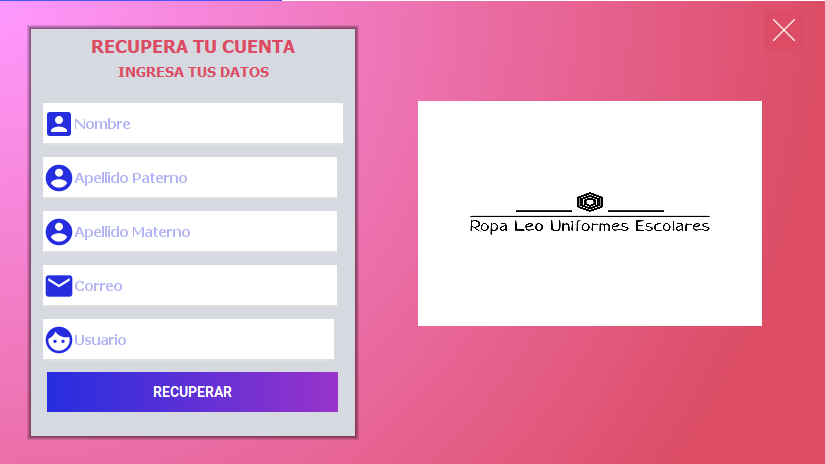 RECUPERA TU CUENTA
INGRESA TUS DATOS
Nombre
Apellido Paterno
Apellido Materno
Correo
Usuario
RECUPERAR
Ropa Leo Uniformes Escolares